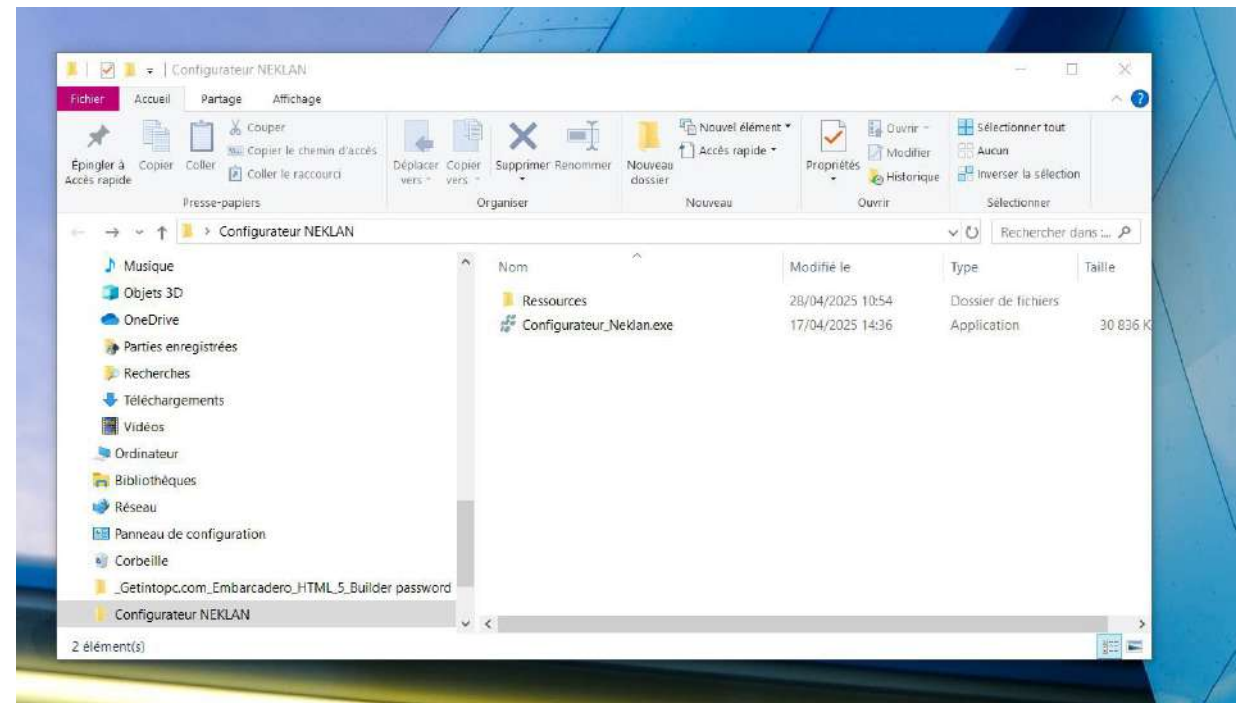 Configurateur NEKLAN
Fichier Accueil Partage Affichage
Épingler à Accès rapide
Copier
Coller
Couper
Copier le chemin d'accès
Coller le raccourci
Presse-papiers
Déplacer vers
Copier vers
Supprimer
Renommer
Organiser
Nouveau dossier
Nouvel élément
Accès rapide
Nouveau
Propriétés
Ouvrir
Modifier
Historique
Ouvrir
Sélectionner tout
Aucun
Inverser la sélection
Sélectionner
Configurateur NEKLAN
Rechercher dans :...
Musique
Objets 3D
OneDrive
Parties enregistrées
Recherches
Téléchargements
Vidéos
Ordinateur
Bibliothèques
Réseau
Panneau de configuration
Corbeille
_Getintopc.com_Embarcadero_HTML_5_Builder password
Configurateur NEKLAN
Nom Modifié le Type Taille
Ressources 28/04/2025 10:54 Dossier de fichiers
Configurateur_Neklan.exe 17/04/2025 14:36 Application 30 836 K
2 élément(s)